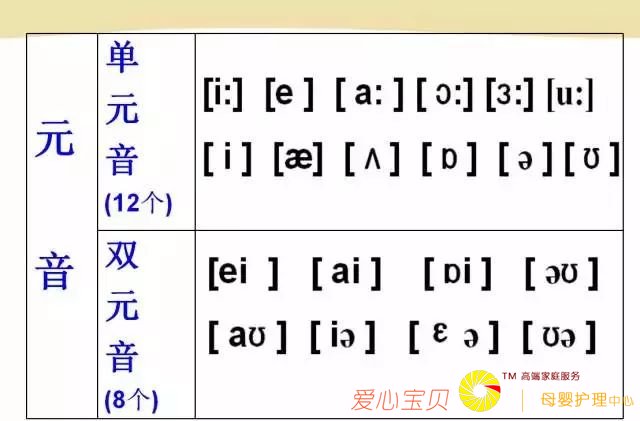 元音
单元音
(12个)
[i:] [e ] [ a: ] [ ɔ:] [ɜ:] [u:]
[ i ] [æ] [ ʌ ] [ ɒ ] [ ə ] [ ʊ ]
双元音
(8个)
[ei ] [ ai ] [ ɒi ] [ əʊ ]
[ aʊ ] [ iə ] [ ɛ ə ] [ ʊə ]
TM 高端家庭服务
爱心宝贝 母婴护理中心